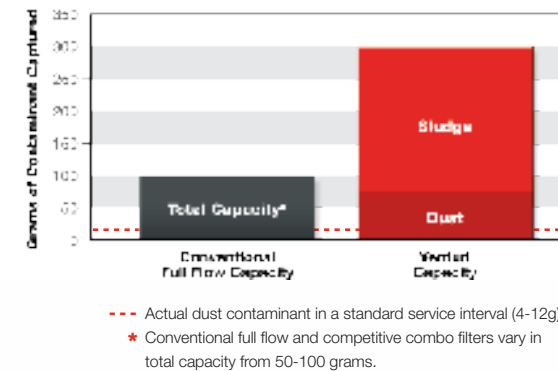 350
300
250
200
150
100
50
0
Grams of Contaminant Captured
Sludge
Total Capacity*
Dust
Conventional
Full Flow Capacity
Capacity
Actual dust contaminant in a standard service interval (4-12g)
* Conventional full flow and competitive combo filters vary in
total capacity from 50-100 grams.